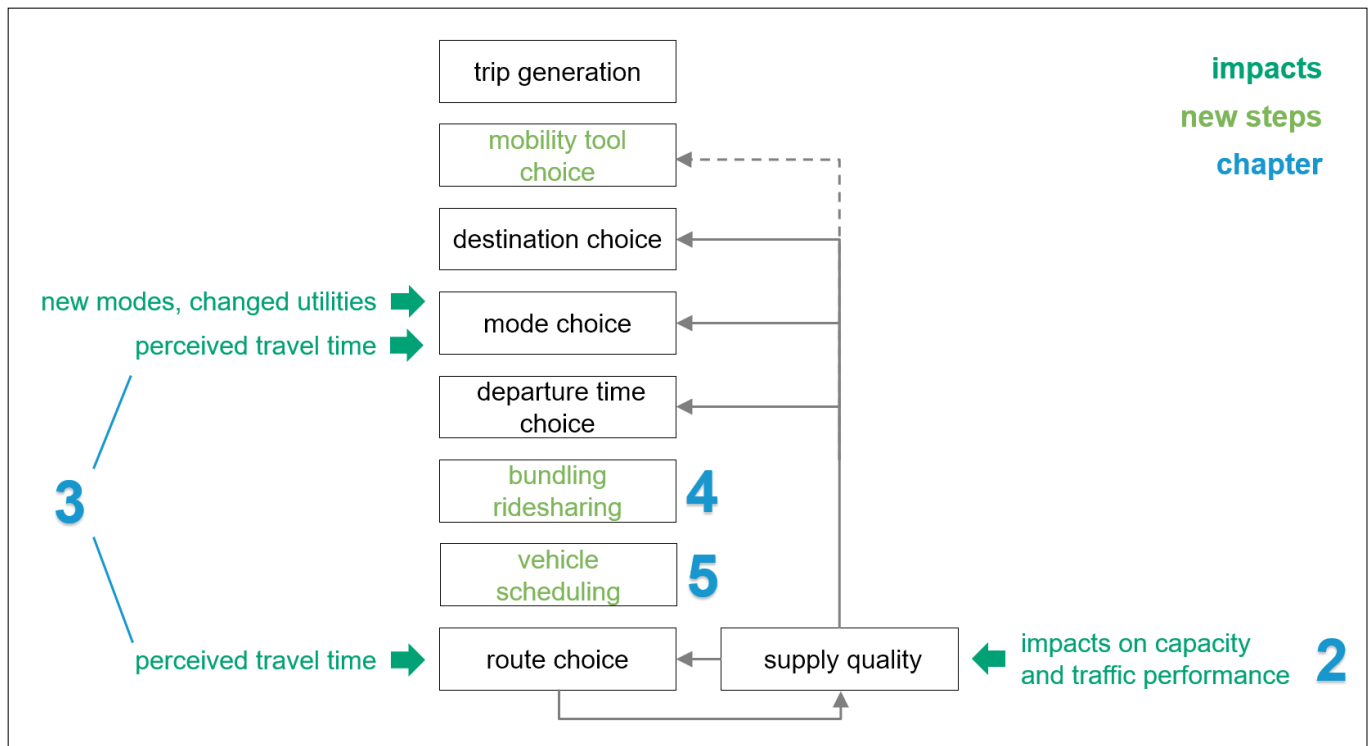 trip generation
impacts
new steps
chapter
mobility tool
choice
destination choice
new modes, changed utilities
mode choice
perceived travel time
departure time
choice
3
bundling
ridesharing
4
vehicle
scheduling
5
perceived travel time
route choice
supply quality
impacts on capacity
and traffic performance
2